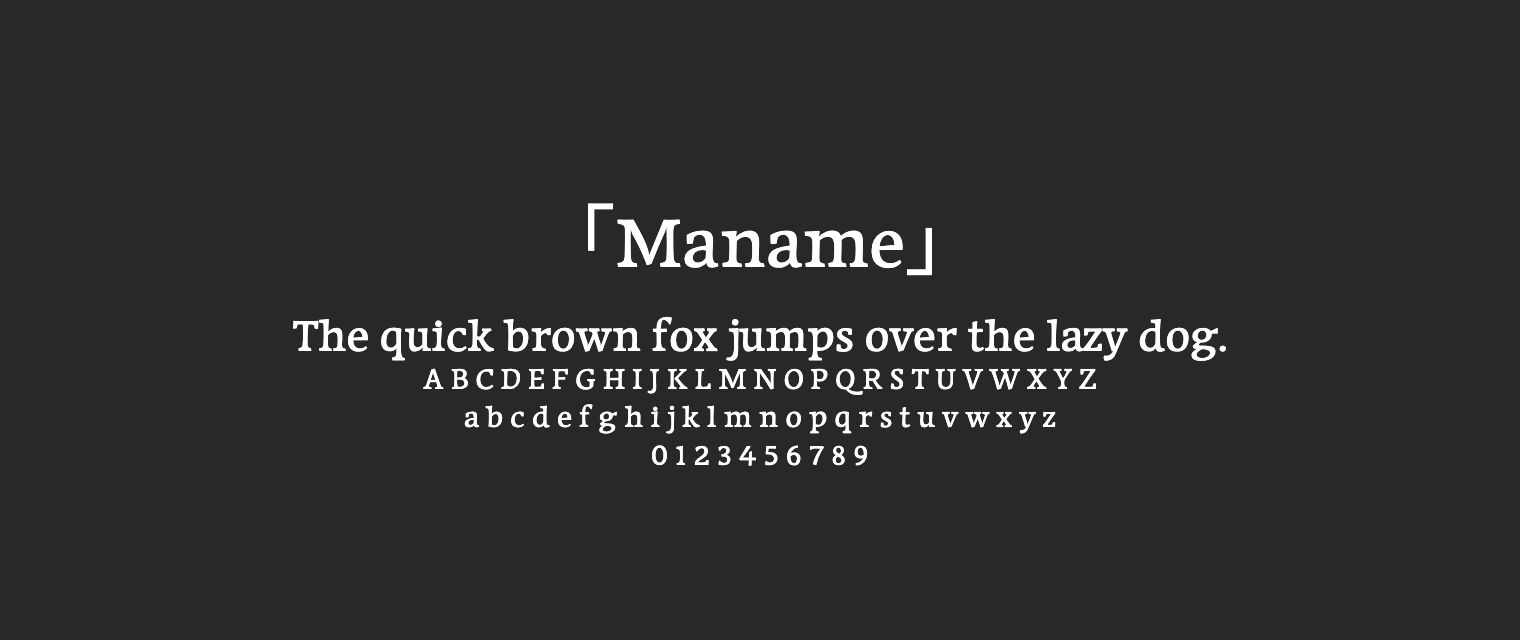 「Maname」
The quick brown fox jumps over the lazy dog.
A B C D E F G H I J K L M N O P Q R S T U V W X Y Z
a b c d e f g h i j k l m n o p q r s t u v w x y z
0 1 2 3 4 5 6 7 8 9